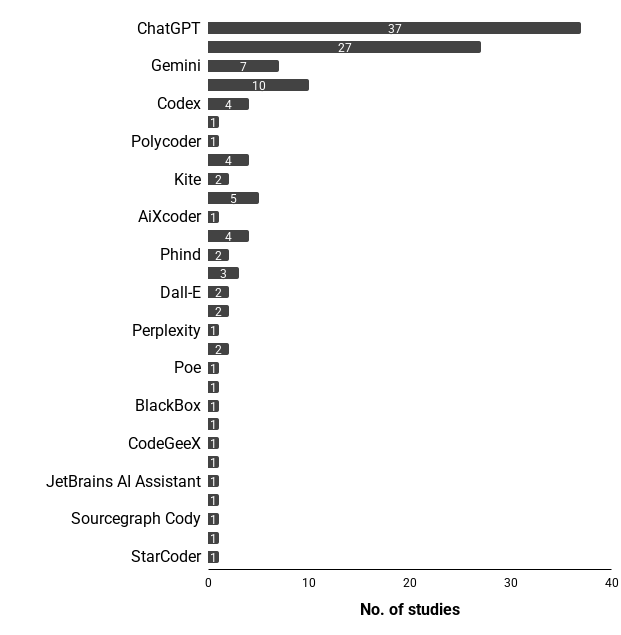 ChatGPT 37
27
Gemini 7
10
Codex 4
1
Polycoder 1
4
Kite 2
5
AiXcoder 1
4
Phind 2
3
Dall-E 2
2
Perplexity 1
2
Poe 1
1
BlackBox 1
1
CodeGeeX 1
1
JetBrains AI Assistant 1
1
Sourcegraph Cody 1
1
StarCoder 1
0 10 20 30 40
No. of studies